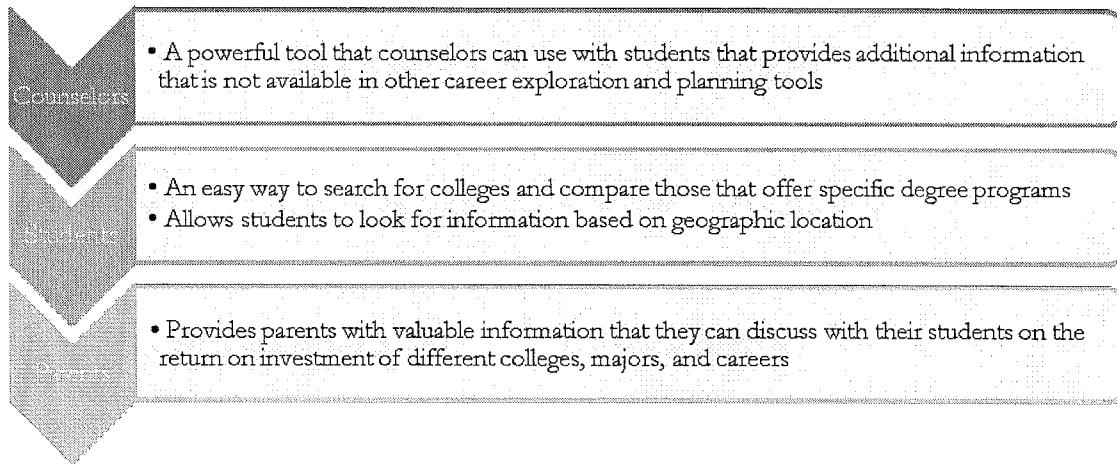 Counselors
• A powerful tool that counselors can use with students that provides additional information
that is not available in other career exploration and planning tools
Students
• An easy way to search for colleges and compare those that offer specific degree programs
• Allows students to look for information based on geographic location
Parents
• Provides parents with valuable information that they can discuss with their students on the
return on investment of different colleges, majors, and careers